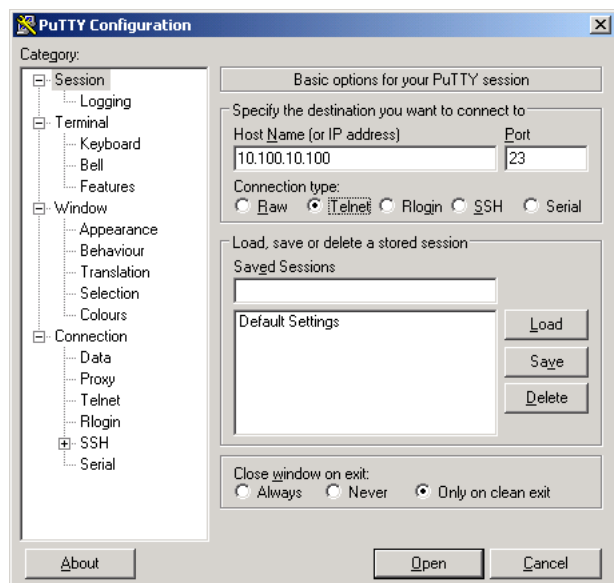 PuTTY Configuration
Category:
Session
Logging
Terminal
Keyboard
Bell
Features
Window
Appearance
Behaviour
Translation
Selection
Colours
Connection
Data
Proxy
Telnet
Rlogin
SSH
Serial
Basic options for your PuTTY session
Specify the destination you want to connect to
Host Name (or IP address) Port
10.100.10.100 23
Connection type:
Raw Telnet Rlogin SSH Serial
Load, save or delete a stored session
Saved Sessions
Default Settings
Load
Save
Delete
Close window on exit:
Always Never Only on clean exit
About Open Cancel